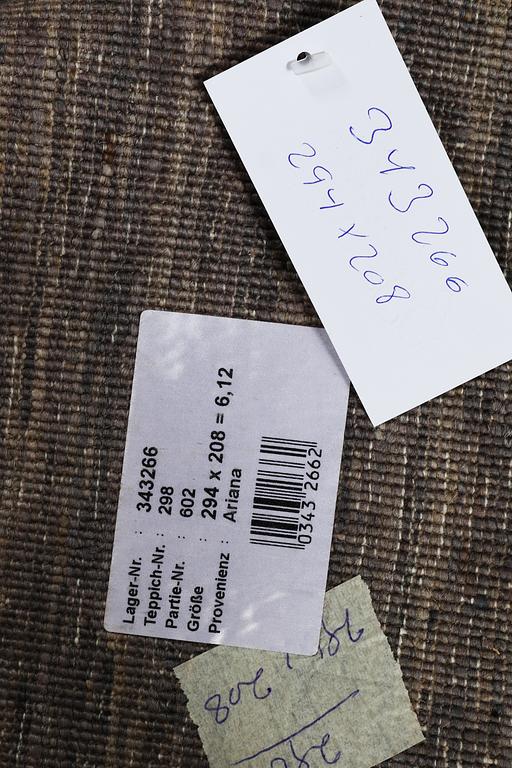 343266
294 x 208
Lager-Nr. : 343266
Teppich-Nr. : 298
Partie-Nr. : 602
Größe : 294 x 208 = 6,12
Provenienz : Ariana
0343 2662
208